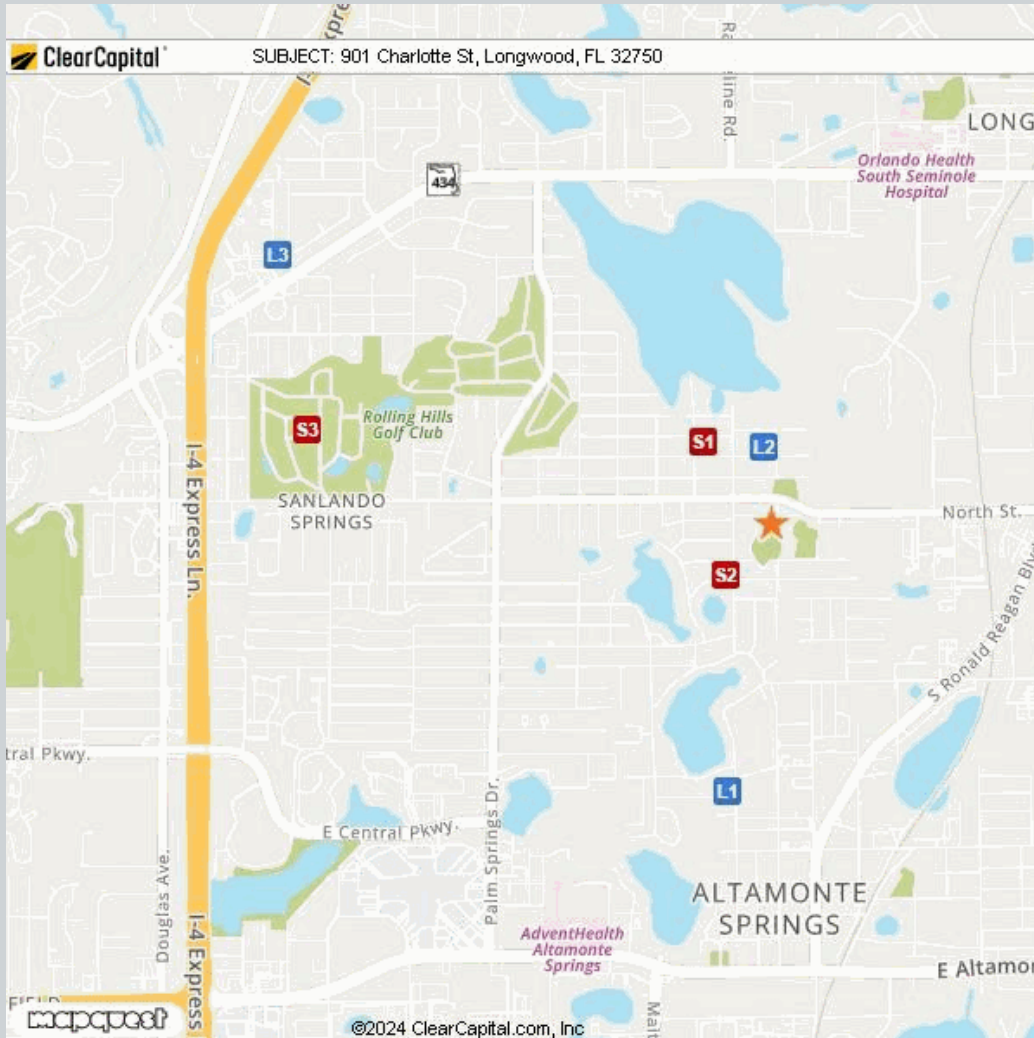 ClearCapital
SUBJECT: 901 Charlotte St, Longwood, FL 32750
LONG
Orlando Health
South Seminole
Hospital
434
L3
Rolling Hills
Golf Club
S3
S1
L2
SANLANDO
SPRINGS
North St.
I-4 Express Ln.
S2
S Ronald Reagan Blvd
tral Pkwy.
L1
E Central Pkwy.
Palm Springs Dr.
Douglas Ave.
ALTAMONTE
SPRINGS
I-4 Express
AdventHealth
Altamonte
Springs
E Altamon
Mait
mapquest
©2024 ClearCapital.com, Inc